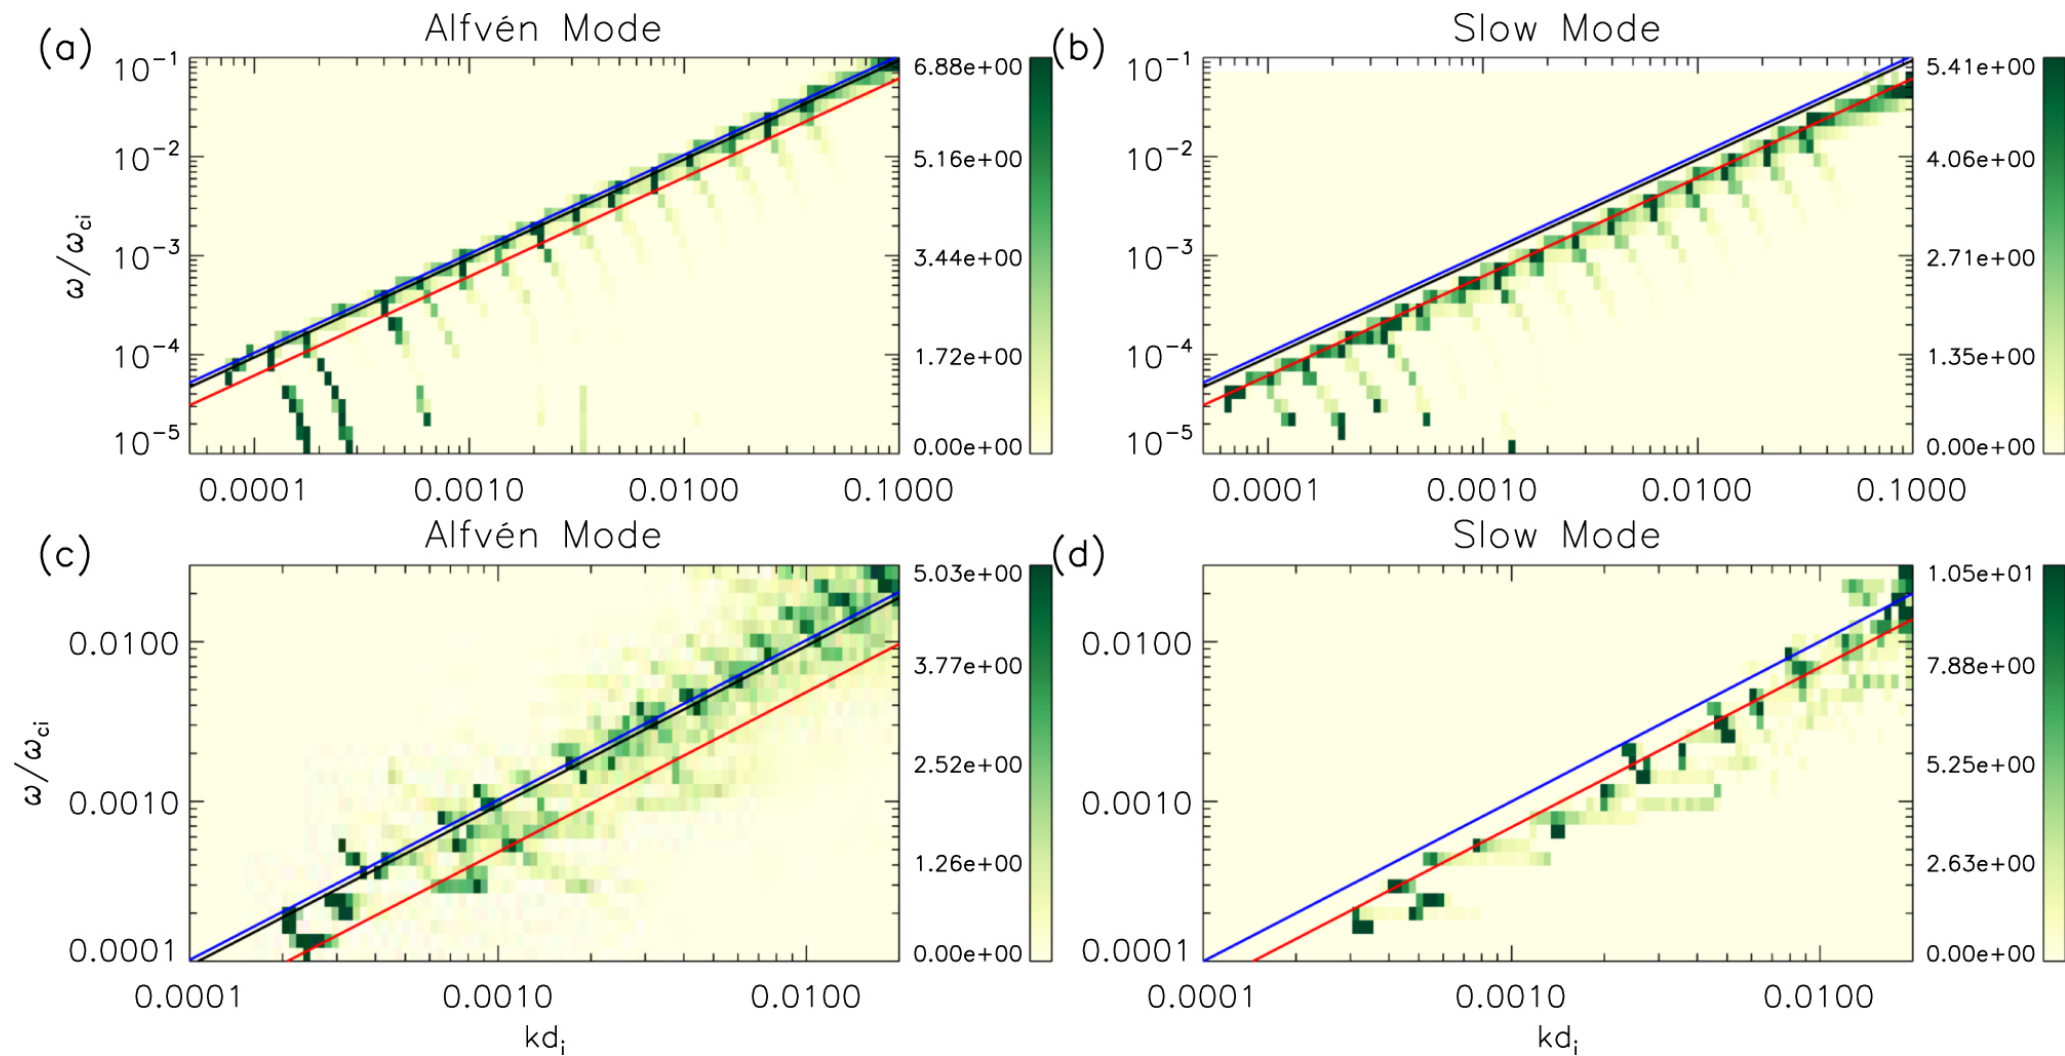 (a)
Alfvén Mode
10⁻¹
10⁻²
10⁻³
10⁻⁴
10⁻⁵
ω/ω_ci
0.0001 0.0010 0.0100 0.1000
6.88e+00
5.16e+00
3.44e+00
1.72e+00
0.00e+00
(b)
Slow Mode
10⁻¹
10⁻²
10⁻³
10⁻⁴
10⁻⁵
0.0001 0.0010 0.0100 0.1000
5.41e+00
4.06e+00
2.71e+00
1.35e+00
0.00e+00
(c)
Alfvén Mode
0.0100
0.0010
0.0001
ω/ω_ci
0.0001 0.0010 0.0100
kd_i
5.03e+00
3.77e+00
2.52e+00
1.26e+00
0.00e+00
(d)
Slow Mode
0.0100
0.0010
0.0001
0.0001 0.0010 0.0100
kd_i
1.05e+01
7.88e+00
5.25e+00
2.63e+00
0.00e+00